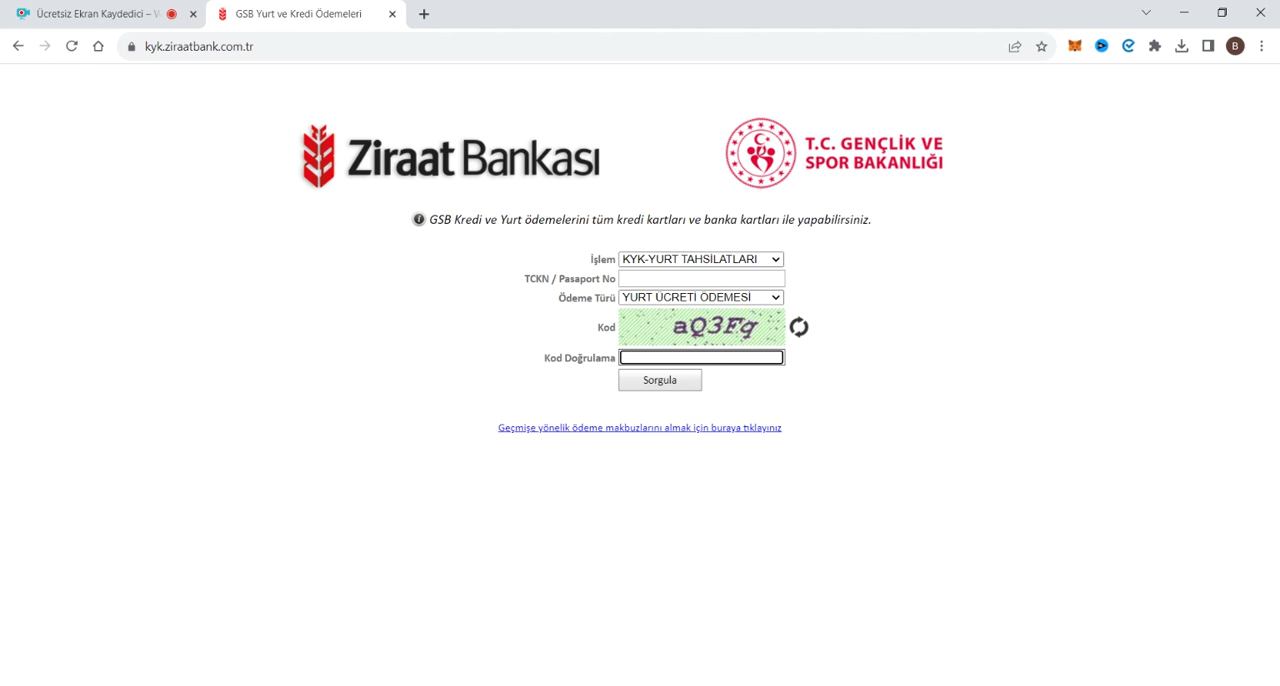 Ücretsiz Ekran Kaydedici – W
GSB Yurt ve Kredi Ödemeleri
kyk.ziraatbank.com.tr
B
Ziraat Bankası
T.C. GENÇLİK VE
SPOR BAKANLIĞI
GSB Kredi ve Yurt ödemelerini tüm kredi kartları ve banka kartları ile yapabilirsiniz.
İşlem KYK-YURT TAHSİLATLARI
TCKN / Pasaport No
Ödeme Türü YURT ÜCRETİ ÖDEMESİ
Kod aQ3Fq
Kod Doğrulama
Sorgula
Geçmişe yönelik ödeme makbuzlarını almak için buraya tıklayınız